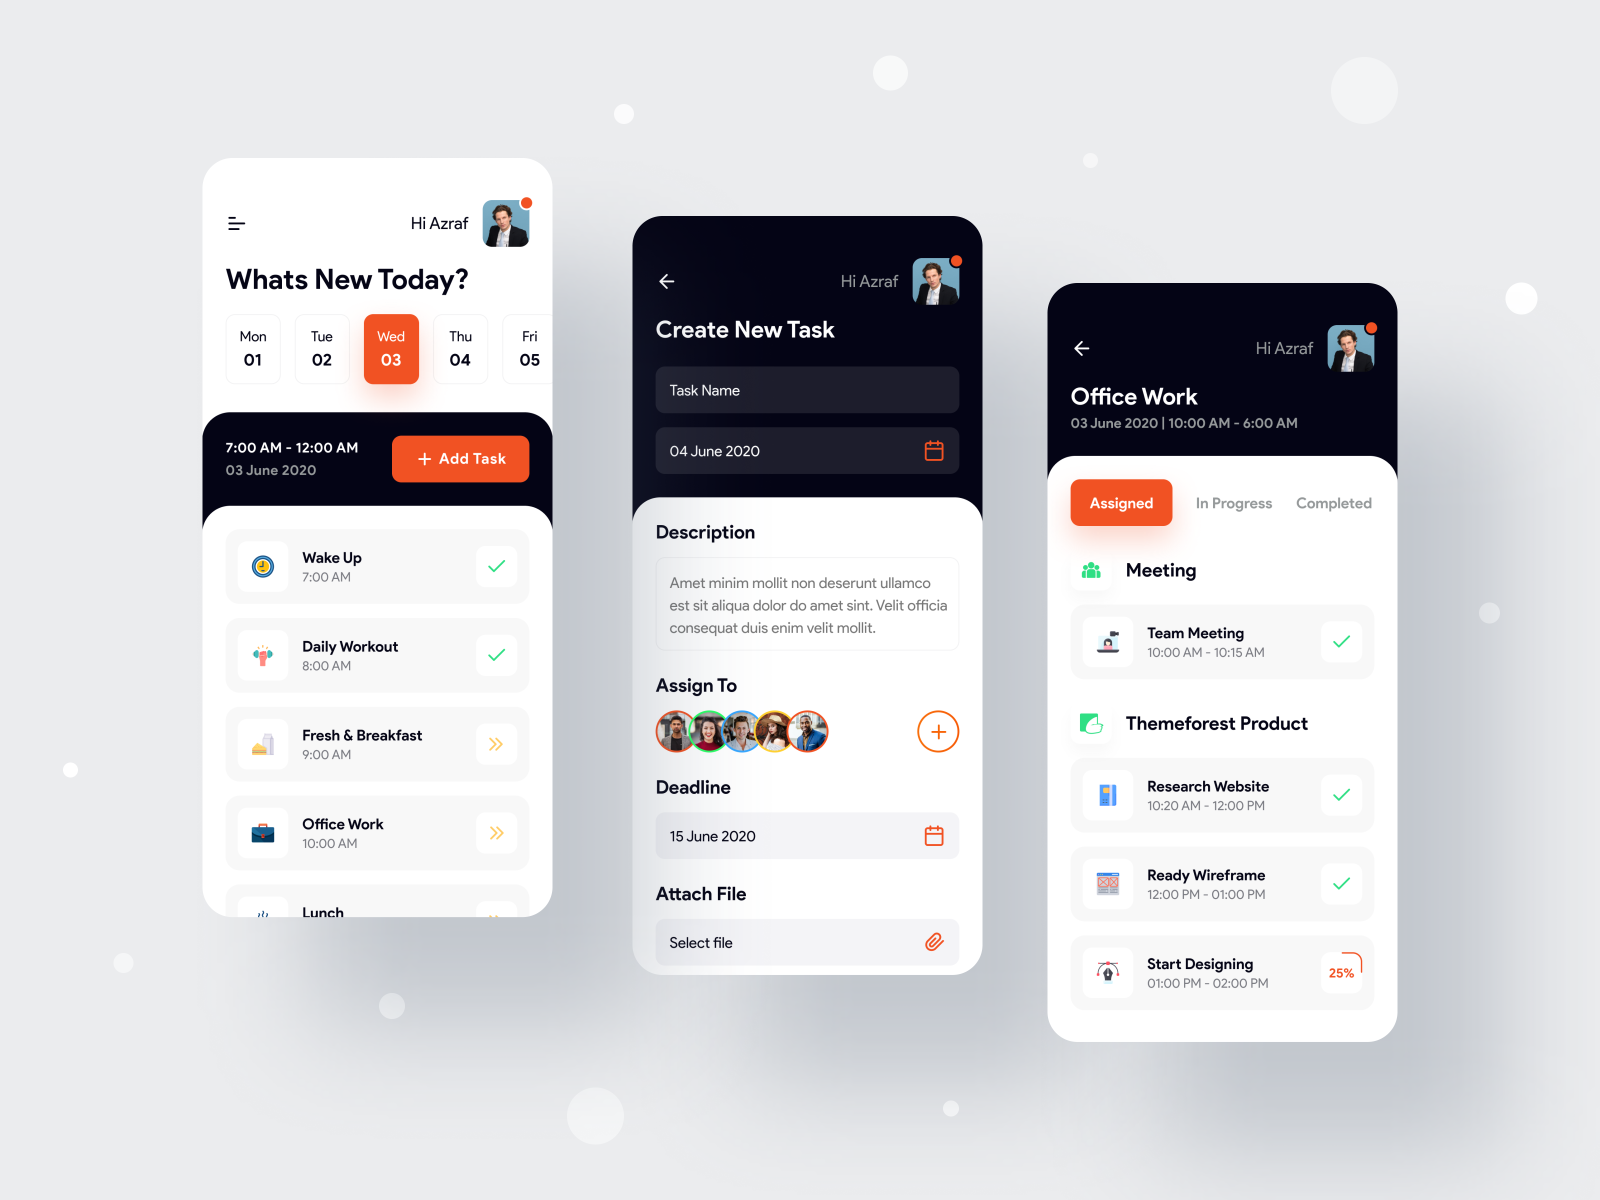 Hi Azraf
Whats New Today?
Mon Tue Wed Thu Fri
01 02 03 04 05
7:00 AM - 12:00 AM
03 June 2020
+ Add Task
Wake Up
7:00 AM
Daily Workout
8:00 AM
Fresh & Breakfast
9:00 AM
Office Work
10:00 AM
Lunch
Hi Azraf
Create New Task
Task Name
04 June 2020
Description
Amet minim mollit non deserunt ullamco
est sit aliqua dolor do amet sint. Velit officia
consequat duis enim velit mollit.
Assign To
Deadline
15 June 2020
Attach File
Select file
Hi Azraf
Office Work
03 June 2020 | 10:00 AM - 6:00 AM
Assigned In Progress Completed
Meeting
Team Meeting
10:00 AM - 10:15 AM
Themeforest Product
Research Website
10:20 AM - 12:00 PM
Ready Wireframe
12:00 PM - 01:00 PM
Start Designing
01:00 PM - 02:00 PM
25%